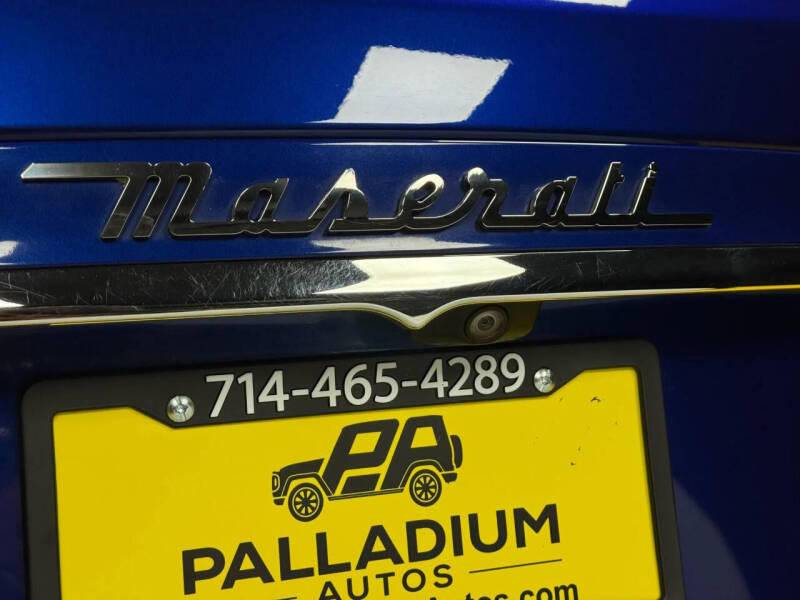 Maserati
714-465-4289
PA
PALLADIUM
AUTOS